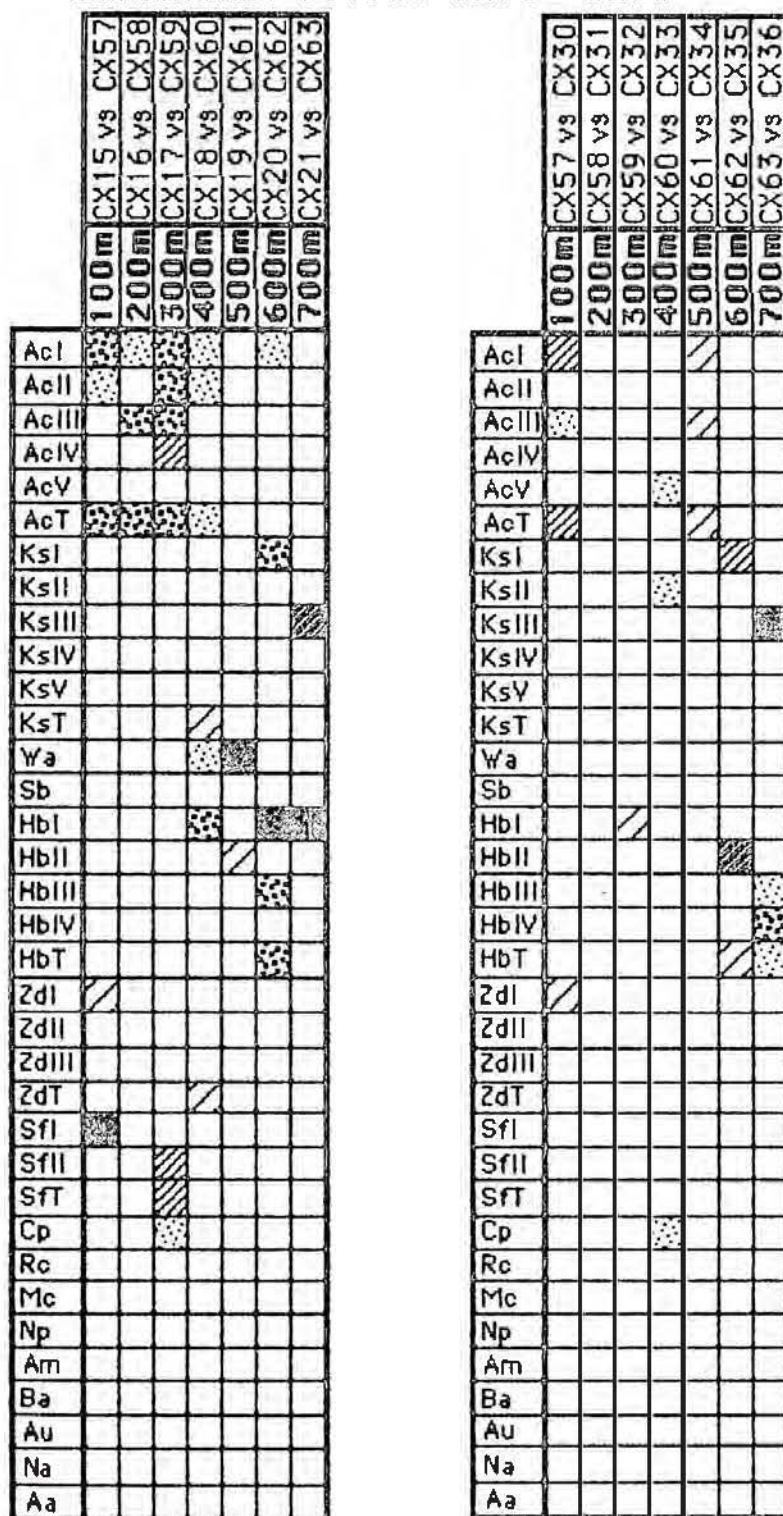 CX15 vs CX57
CX16 vs CX58
CX17 vs CX59
CX18 vs CX60
CX19 vs CX61
CX20 vs CX62
CX21 vs CX63
100m
200m
300m
400m
500m
600m
700m
AcI
AcII
AcIII
AcIV
AcV
AcT
KsI
KsII
KsIII
KsIV
KsV
KsT
Wa
Sb
HbI
HbII
HbIII
HbIV
HbT
ZdI
ZdII
ZdIII
ZdT
SfI
SfII
SfT
Cp
Rc
Mc
Np
Am
Ba
Au
Na
Aa
CX57 vs CX30
CX58 vs CX31
CX59 vs CX32
CX60 vs CX33
CX61 vs CX34
CX62 vs CX35
CX63 vs CX36
100m
200m
300m
400m
500m
600m
700m
AcI
AcII
AcIII
AcIV
AcV
AcT
KsI
KsII
KsIII
KsIV
KsV
KsT
Wa
Sb
HbI
HbII
HbIII
HbIV
HbT
ZdI
ZdII
ZdIII
ZdT
SfI
SfII
SfT
Cp
Rc
Mc
Np
Am
Ba
Au
Na
Aa